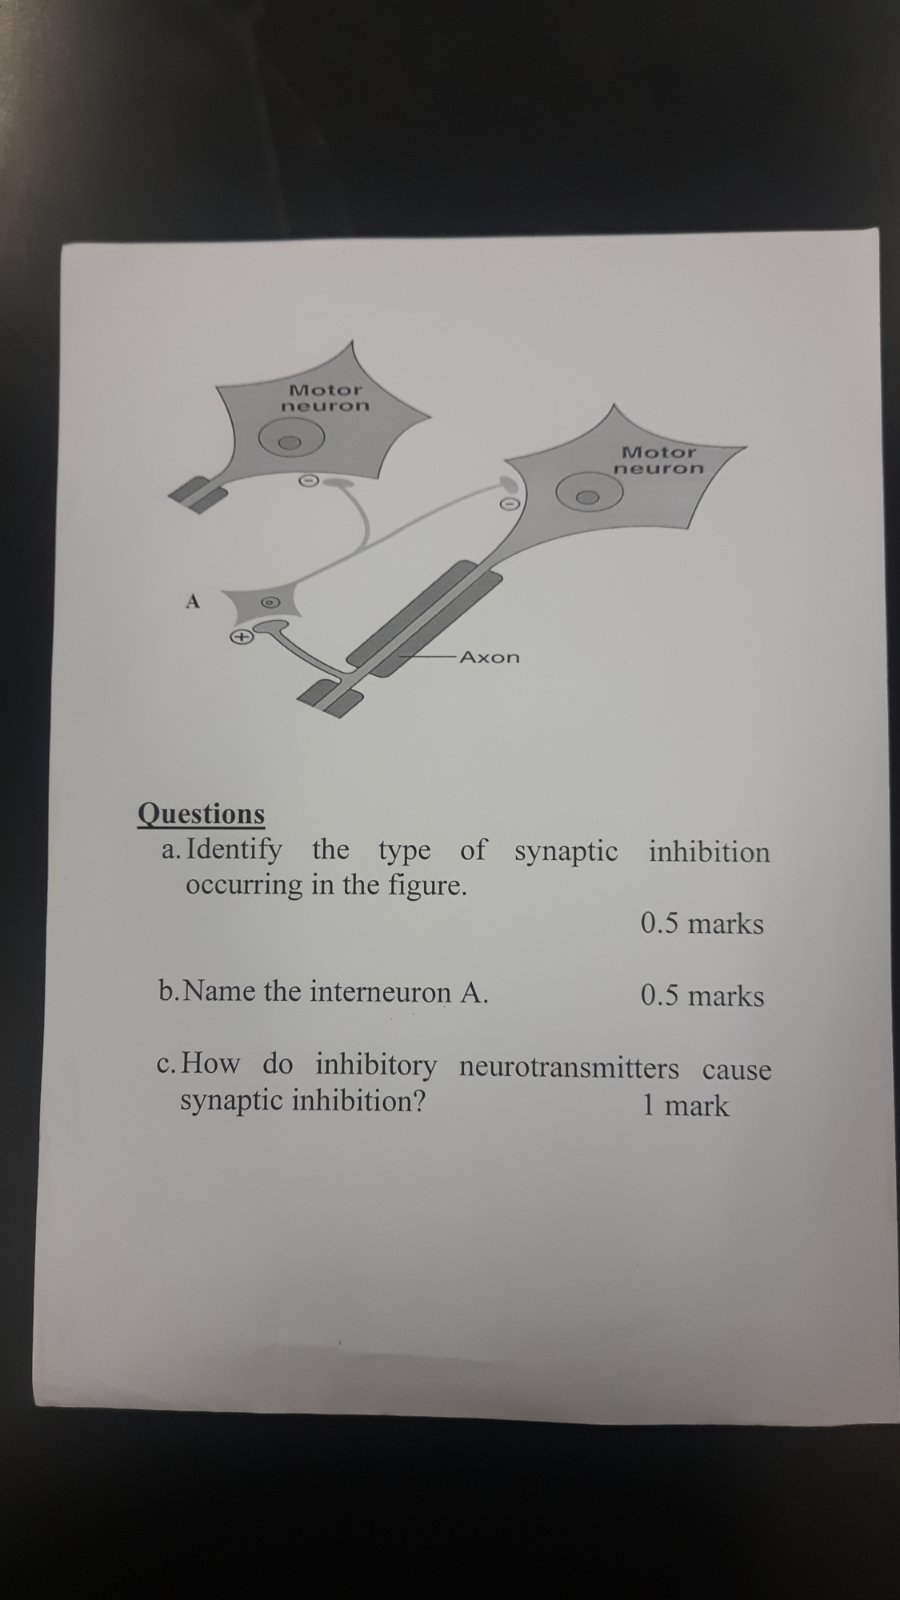 Motor
neuron
Motor
neuron
A
Axon
Questions
a. Identify the type of synaptic inhibition
occurring in the figure.
0.5 marks
b. Name the interneuron A.
0.5 marks
c. How do inhibitory neurotransmitters cause
synaptic inhibition?
1 mark